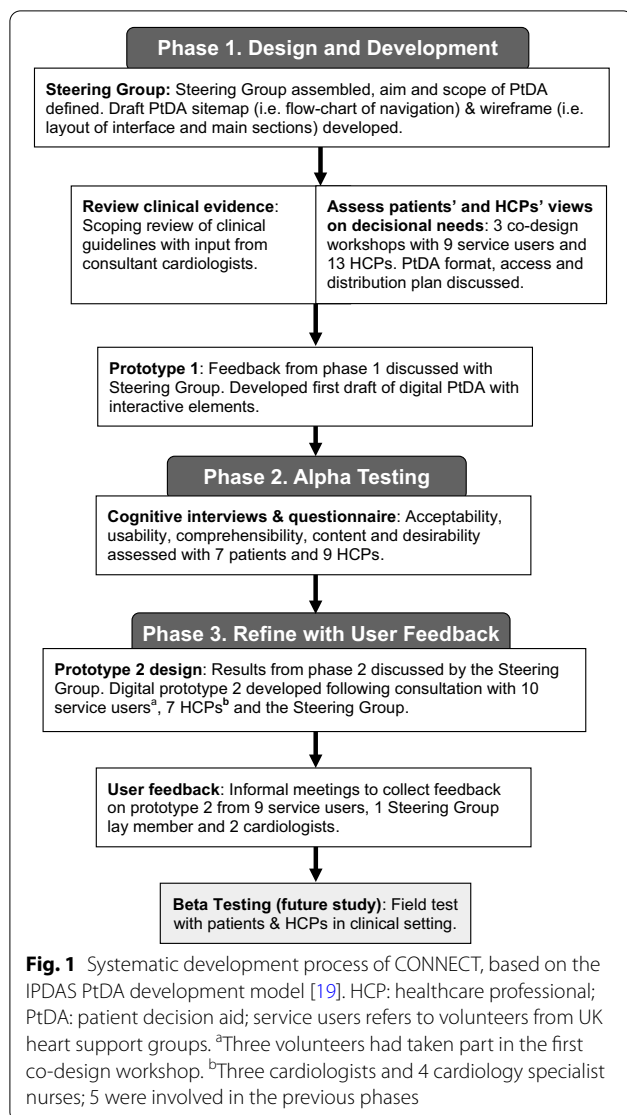 Phase 1. Design and Development
Steering Group: Steering Group assembled, aim and scope of PtDA
defined. Draft PtDA sitemap (i.e. flow-chart of navigation) & wireframe (i.e.
layout of interface and main sections) developed.
Review clinical evidence:
Scoping review of clinical
guidelines with input from
consultant cardiologists.
Assess patients' and HCPs' views
on decisional needs: 3 co-design
workshops with 9 service users and
13 HCPs. PtDA format, access and
distribution plan discussed.
Prototype 1: Feedback from phase 1 discussed with
Steering Group. Developed first draft of digital PtDA with
interactive elements.
Phase 2. Alpha Testing
Cognitive interviews & questionnaire: Acceptability,
usability, comprehensibility, content and desirability
assessed with 7 patients and 9 HCPs.
Phase 3. Refine with User Feedback
Prototype 2 design: Results from phase 2 discussed by the Steering
Group. Digital prototype 2 developed following consultation with 10
service usersᵃ, 7 HCPsᵇ and the Steering Group.
User feedback: Informal meetings to collect feedback
on prototype 2 from 9 service users, 1 Steering Group
lay member and 2 cardiologists.
Beta Testing (future study): Field test
with patients & HCPs in clinical setting.
Fig. 1 Systematic development process of CONNECT, based on the
IPDAS PtDA development model [19]. HCP: healthcare professional;
PtDA: patient decision aid; service users refers to volunteers from UK
heart support groups. ᵃThree volunteers had taken part in the first
co-design workshop. ᵇThree cardiologists and 4 cardiology specialist
nurses; 5 were involved in the previous phases